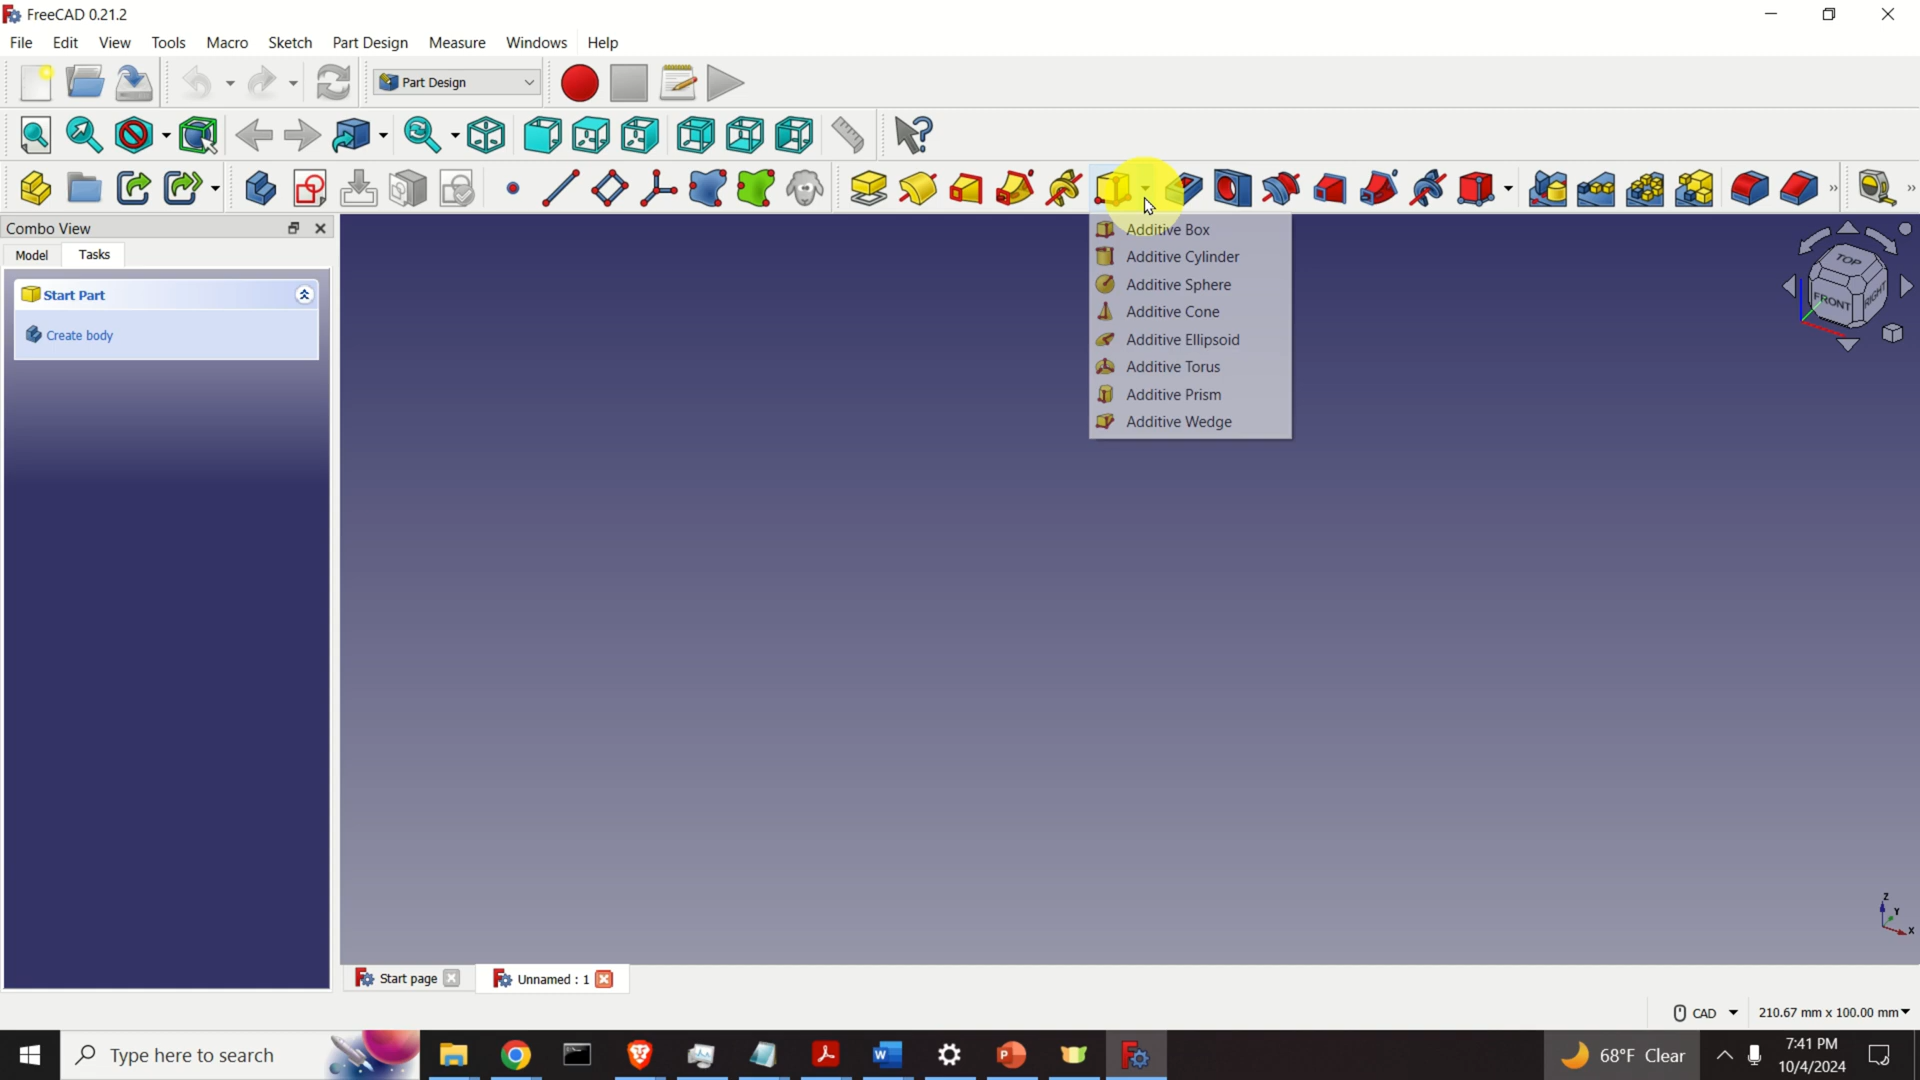 FreeCAD 0.21.2
File Edit View Tools Macro Sketch Part Design Measure Windows Help
Part Design
Combo View
Model Tasks
Start Part
Create body
Additive Box
Additive Cylinder
Additive Sphere
Additive Cone
Additive Ellipsoid
Additive Torus
Additive Prism
Additive Wedge
TOP
FRONT
RIGHT
Z
Y
X
Start page
Unnamed : 1
CAD
210.67 mm x 100.00 mm
Type here to search
68°F Clear
7:41 PM
10/4/2024